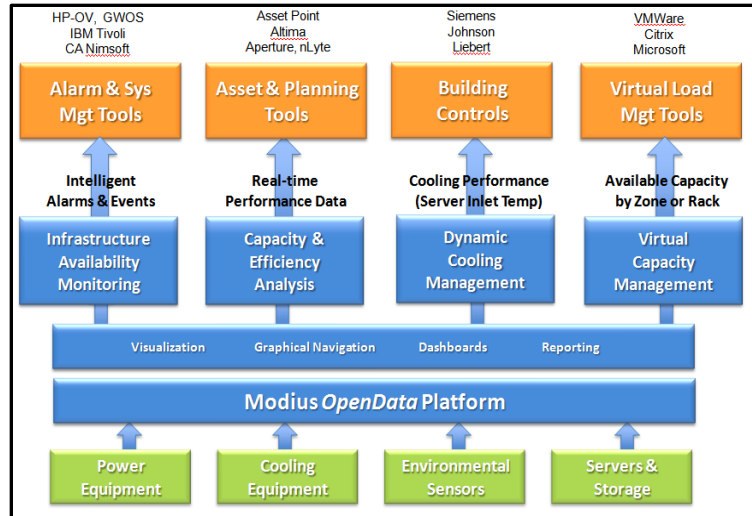 HP-OV, GWOS
IBM Tivoli
CA Nimsoft
Asset Point
Altima
Aperture, nLyte
Siemens
Johnson
Liebert
VMWare
Citrix
Microsoft
Alarm & Sys
Mgt Tools
Asset & Planning
Tools
Building
Controls
Virtual Load
Mgt Tools
Intelligent
Alarms & Events
Real-time
Performance Data
Cooling Performance
(Server Inlet Temp)
Available Capacity
by Zone or Rack
Infrastructure
Availability
Monitoring
Capacity &
Efficiency
Analysis
Dynamic
Cooling
Management
Virtual
Capacity
Management
Visualization Graphical Navigation Dashboards Reporting
Modius OpenData Platform
Power
Equipment
Cooling
Equipment
Environmental
Sensors
Servers &
Storage